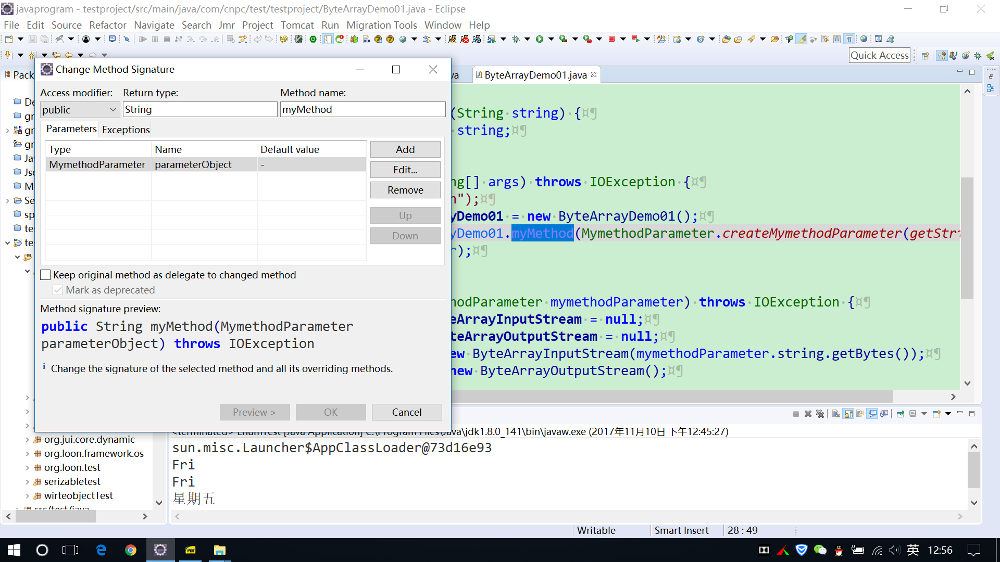 javaprogram - testproject/src/main/java/com/cnpc/test/testproject/ByteArrayDemo01.java - Eclipse
File Edit Source Refactor Navigate Search Jmr Project Tomcat Run Migration Tools Window Help
Quick Access
Pack
ByteArrayDemo01.java
Change Method Signature
Access modifier: Return type: Method name:
public String myMethod
Parameters Exceptions
Type Name Default value
MymethodParameter parameterObject -
Add
Edit...
Remove
Up
Down
Keep original method as delegate to changed method
Mark as deprecated
Method signature preview:
public String myMethod(MymethodParameter
parameterObject) throws IOException
Change the signature of the selected method and all its overriding methods.
Preview > OK Cancel
(String string) {¤¶
string;¤¶
ng[] args) throws IOException {¤¶
");¤¶
yDemo01 = new ByteArrayDemo01();¤¶
yDemo01.myMethod(MymethodParameter.createMymethodParameter(getStri
r);¤¶
hodParameter mymethodParameter) throws IOException {¤¶
eArrayInputStream = null;¤¶
teArrayOutputStream = null;¤¶
ew ByteArrayInputStream(mymethodParameter.string.getBytes());¤¶
new ByteArrayOutputStream();¤¶
De
gr
gr
gr
Jav
Jsc
My
Se
sp
tes
tes
org.jui.core.dynamic
org.loon.framework.os
org.loon.test
serizabletest
wirteobjectTest
src/test/java
<terminated> EnumTest [Java Application] C:\Program Files\Java\jdk1.8.0_141\bin\javaw.exe (2017年11月10日 下午12:45:27)
sun.misc.Launcher$AppClassLoader@73d16e93
Fri
Fri
星期五
Writable Smart Insert 28 : 49
英 12:56